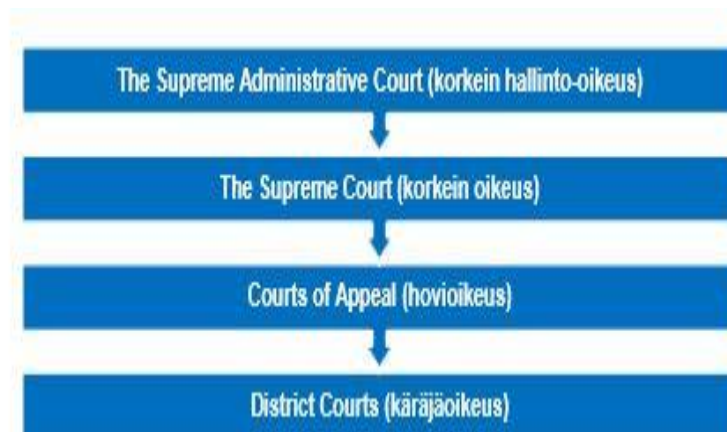 The Supreme Administrative Court (korkein hallinto-oikeus)
The Supreme Court (korkein oikeus)
Courts of Appeal (hovioikeus)
District Courts (käräjäoikeus)